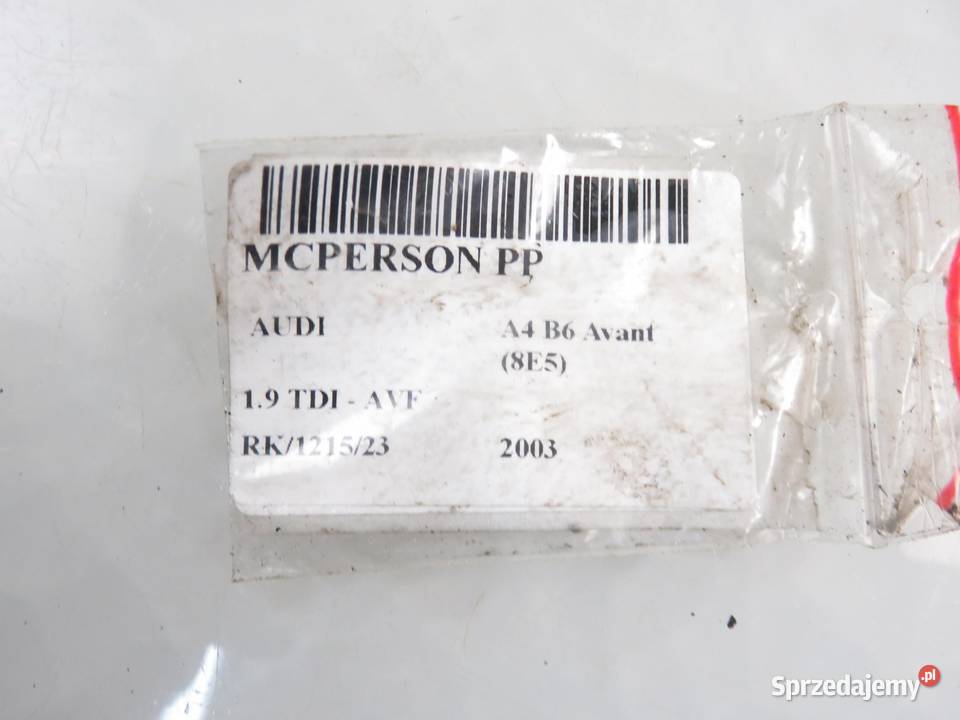 MCPERSON PP
AUDI A4 B6 Avant
(8E5)
1.9 TDI - AVF
RK/1215/23 2003
Sprzedajemy.pl